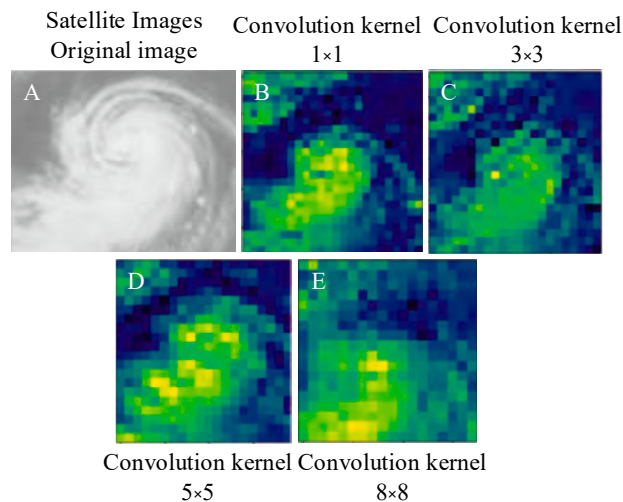 Satellite Images
Original image
Convolution kernel
1×1
Convolution kernel
3×3
A
B
C
D
E
Convolution kernel
5×5
Convolution kernel
8×8